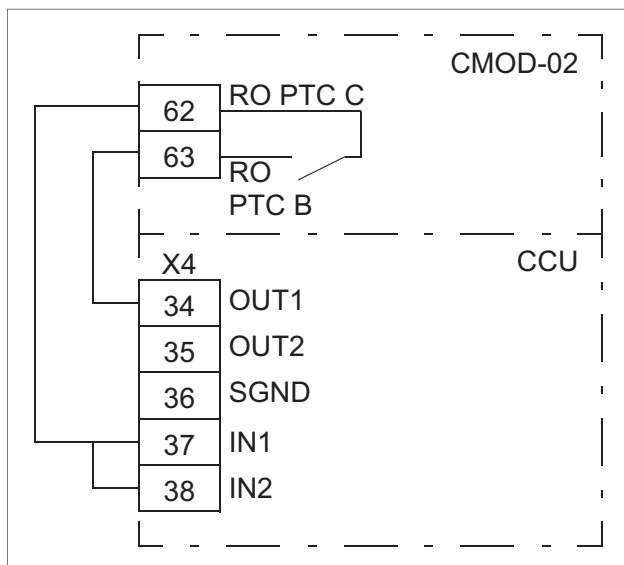 CMOD-02
62 RO PTC C
63 RO
PTC B
X4 CCU
34 OUT1
35 OUT2
36 SGND
37 IN1
38 IN2